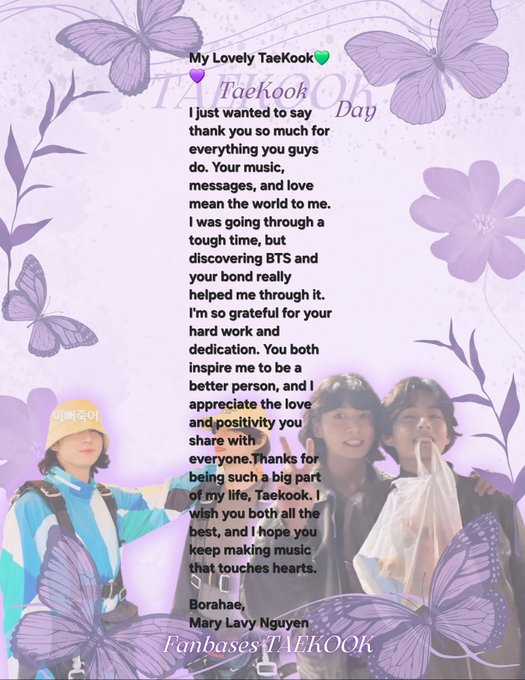 My Lovely TaeKook💚
💜
TAEKOOK
TaeKook
Day
I just wanted to say
thank you so much for
everything you guys
do. Your music,
messages, and love
mean the world to me.
I was going through a
tough time, but
discovering BTS and
your bond really
helped me through it.
I'm so grateful for your
hard work and
dedication. You both
inspire me to be a
better person, and I
appreciate the love
and positivity you
share with
everyone.Thanks for
being such a big part
of my life, Taekook. I
wish you both all the
best, and I hope you
keep making music
that touches hearts.
Borahae,
Mary Lavy Nguyen
이뻐죽어
Fanbases TAEKOOK